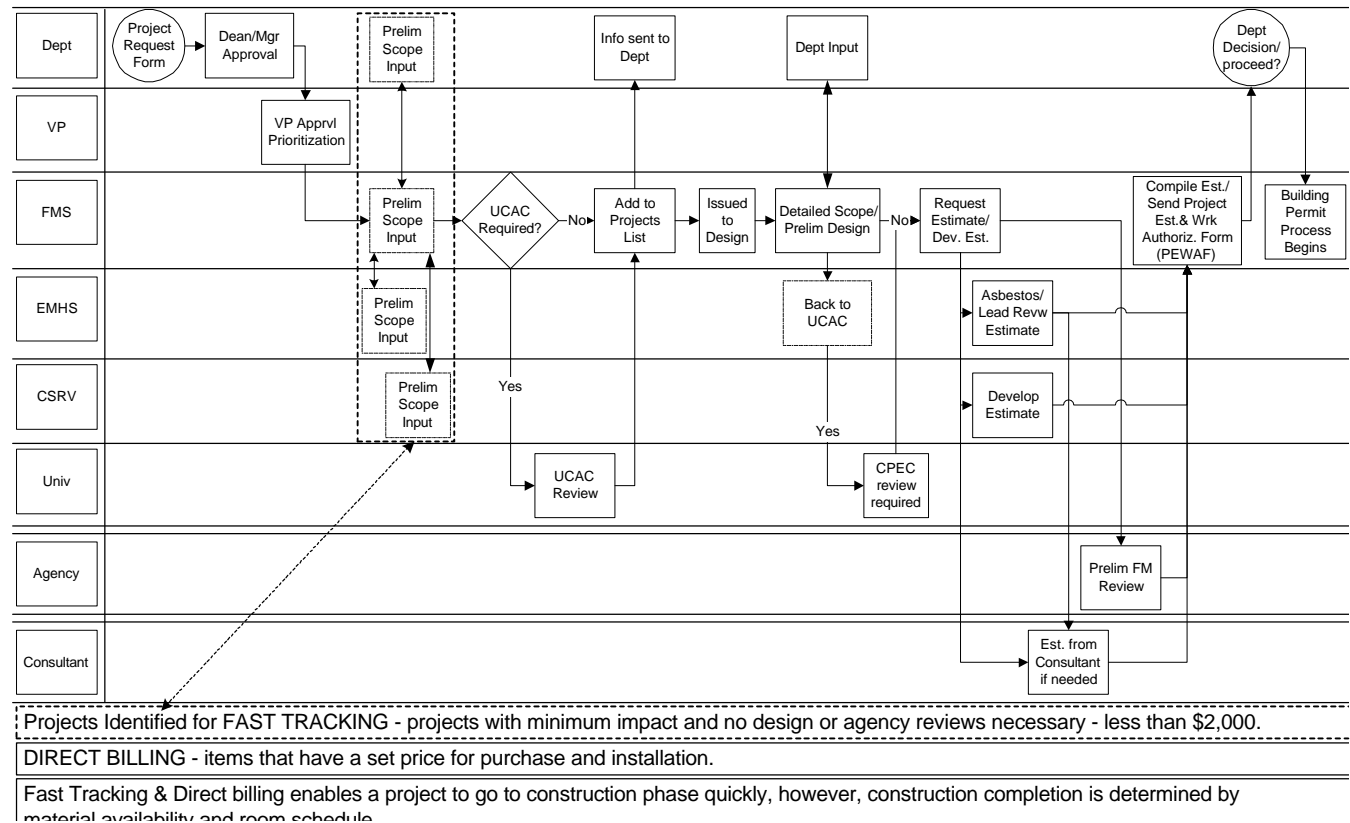 Dept
Project
Request
Form
Dean/Mgr
Approval
Prelim
Scope
Input
Info sent to
Dept
Dept Input
Dept
Decision/
proceed?
VP
VP Apprvl
Prioritization
FMS
Prelim
Scope
Input
UCAC
Required?
No
Add to
Projects
List
Issued
to
Design
Detailed Scope/
Prelim Design
No
Request
Estimate/
Dev. Est.
Compile Est./
Send Project
Est.& Wrk
Authoriz. Form
(PEWAF)
Building
Permit
Process
Begins
EMHS
Prelim
Scope
Input
Back to
UCAC
Asbestos/
Lead Revw
Estimate
CSRV
Prelim
Scope
Input
Yes
Yes
Develop
Estimate
Univ
UCAC
Review
CPEC
review
required
Agency
Prelim FM
Review
Consultant
Est. from
Consultant
if needed
Projects Identified for FAST TRACKING - projects with minimum impact and no design or agency reviews necessary - less than $2,000.
DIRECT BILLING - items that have a set price for purchase and installation.
Fast Tracking & Direct billing enables a project to go to construction phase quickly, however, construction completion is determined by
material availability and room schedule